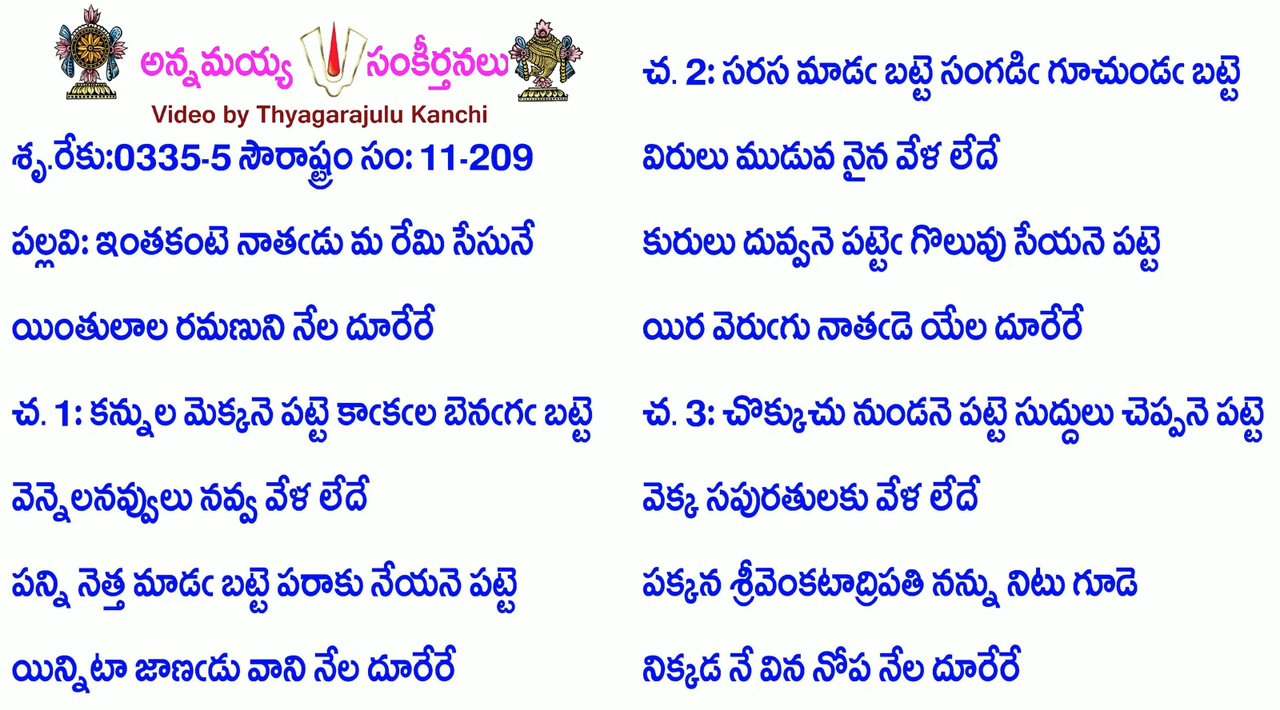 అన్నమయ్య సంకీర్తనలు
Video by Thyagarajulu Kanchi
శృ.రేకు:0335-5 సౌరాష్ట్రం సం: 11-209
పల్లవి: ఇంతకంటె నాతఁడు మ రేమి సేసునే
యింతులాల రమణుని నేల దూరేరే
చ. 1: కన్నుల మెక్కనె పట్టె కాఁకఁల బెనఁగఁ బట్టె
వెన్నెలనవ్వులు నవ్వ వేళ లేదే
పన్ని నెత్త మాడఁ బట్టె పరాకు నేయనె పట్టె
యిన్నిటా జాణఁడు వాని నేల దూరేరే
చ. 2: సరస మాడఁ బట్టె సంగడిఁ గూచుండఁ బట్టె
విరులు ముడువ నైన వేళ లేదే
కురులు దువ్వనె పట్టెఁ గొలువు సేయనె పట్టె
యిర వెరుఁగు నాతఁడె యేల దూరేరే
చ. 3: చొక్కుచు నుండనె పట్టె సుద్దులు చెప్పనె పట్టె
వెక్క సపురతులకు వేళ లేదే
పక్కన శ్రీవెంకటాద్రిపతి నన్ను నిటు గూడె
నిక్కడ నే విన నోప నేల దూరేరే